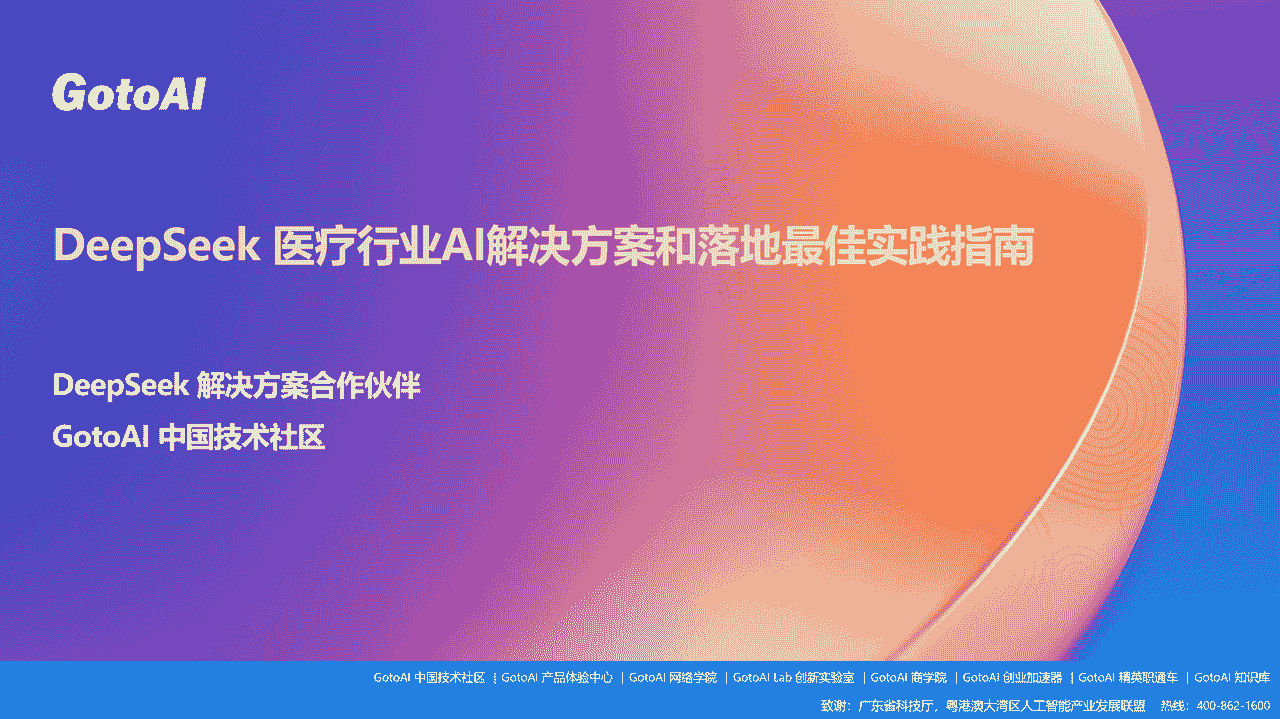 GotoAI
DeepSeek 医疗行业AI解决方案和落地最佳实践指南
DeepSeek 解决方案合作伙伴
GotoAI 中国技术社区
GotoAI 中国技术社区 | GotoAI 产品体验中心 | GotoAI 网络学院 | GotoAI Lab 创新实验室 | GotoAI 商学院 | GotoAI 创业加速器 | GotoAI 精英职通车 | GotoAI 知识库
致谢：广东省科技厅，粤港澳大湾区人工智能产业发展联盟 热线：400-862-1600